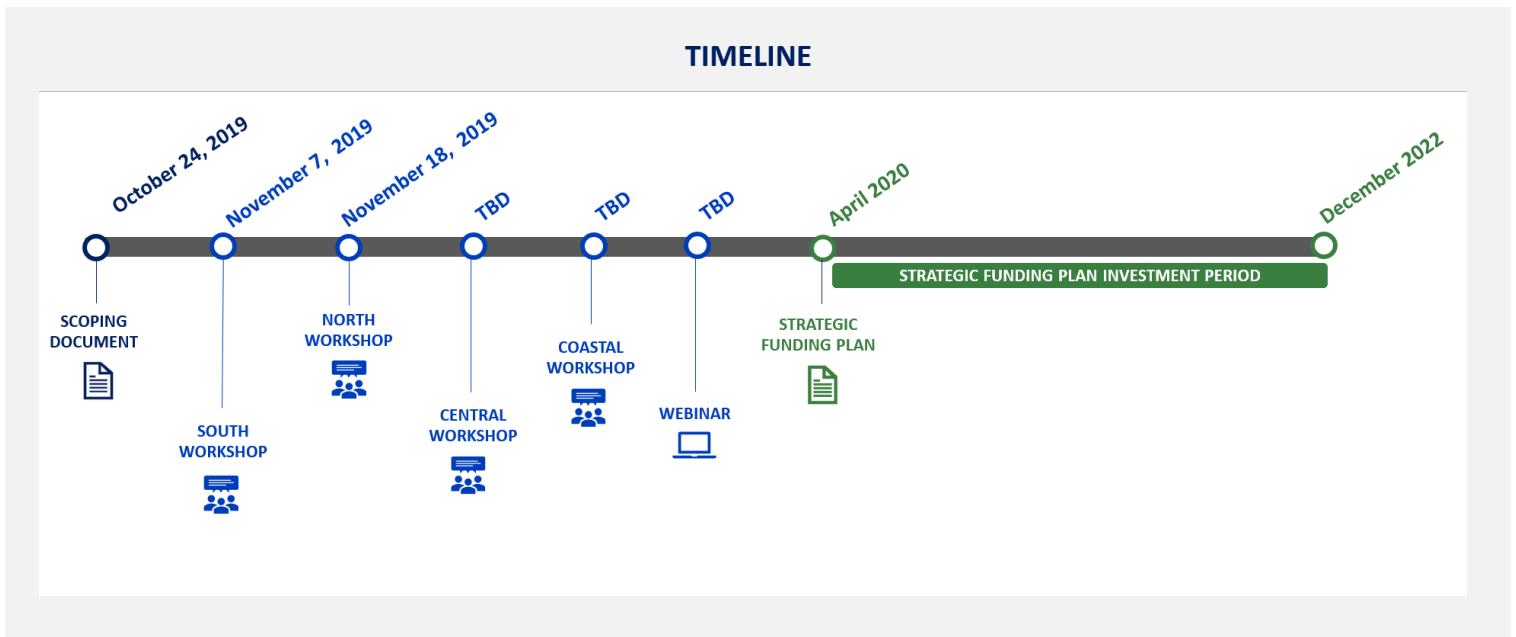 TIMELINE
October 24, 2019
November 7, 2019
November 18, 2019
TBD
TBD
TBD
April 2020
December 2022
STRATEGIC FUNDING PLAN INVESTMENT PERIOD
SCOPING
DOCUMENT
SOUTH
WORKSHOP
NORTH
WORKSHOP
CENTRAL
WORKSHOP
COASTAL
WORKSHOP
WEBINAR
STRATEGIC
FUNDING PLAN